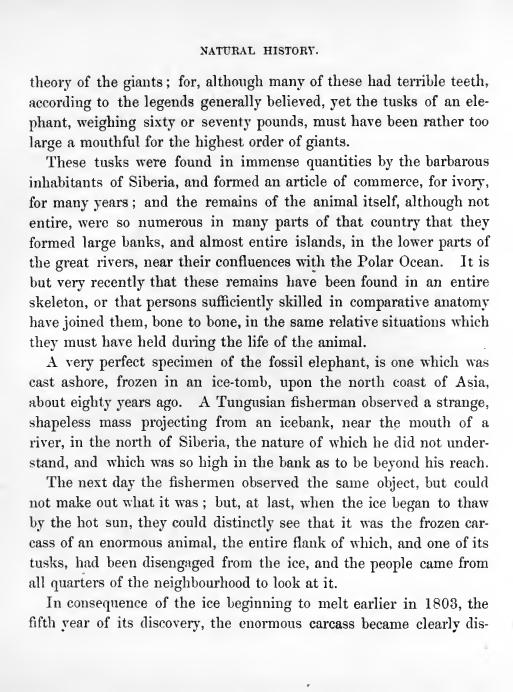 NATURAL HISTORY.
theory of the giants; for, although many of these had terrible teeth,
according to the legends generally believed, yet the tusks of an ele-
phant, weighing sixty or seventy pounds, must have been rather too
large a mouthful for the highest order of giants.
These tusks were found in immense quantities by the barbarous
inhabitants of Siberia, and formed an article of commerce, for ivory,
for many years; and the remains of the animal itself, although not
entire, were so numerous in many parts of that country that they
formed large banks, and almost entire islands, in the lower parts of
the great rivers, near their confluences with the Polar Ocean. It is
but very recently that these remains have been found in an entire
skeleton, or that persons sufficiently skilled in comparative anatomy
have joined them, bone to bone, in the same relative situations which
they must have held during the life of the animal.
A very perfect specimen of the fossil elephant, is one which was
cast ashore, frozen in an ice-tomb, upon the north coast of Asia,
about eighty years ago. A Tungusian fisherman observed a strange,
shapeless mass projecting from an icebank, near the mouth of a
river, in the north of Siberia, the nature of which he did not under-
stand, and which was so high in the bank as to be beyond his reach.
The next day the fishermen observed the same object, but could
not make out what it was; but, at last, when the ice began to thaw
by the hot sun, they could distinctly see that it was the frozen car-
cass of an enormous animal, the entire flank of which, and one of its
tusks, had been disengaged from the ice, and the people came from
all quarters of the neighbourhood to look at it.
In consequence of the ice beginning to melt earlier in 1803, the
fifth year of its discovery, the enormous carcass became clearly dis-